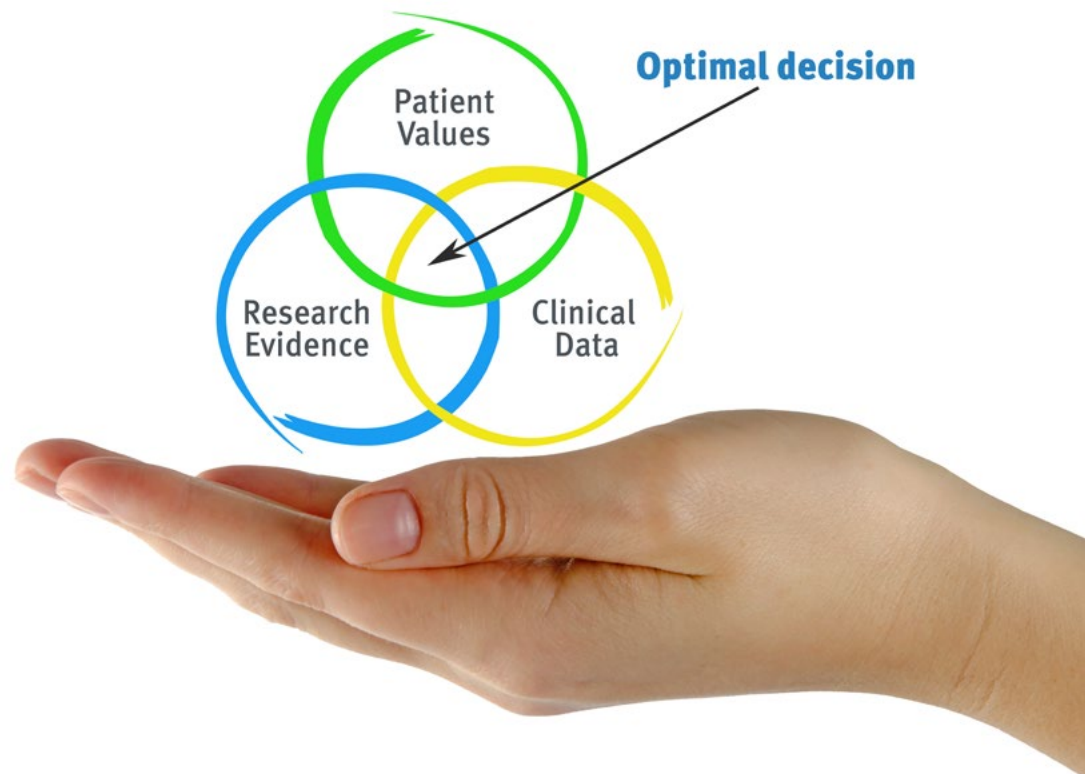 Optimal decision
Patient
Values
Research
Evidence
Clinical
Data